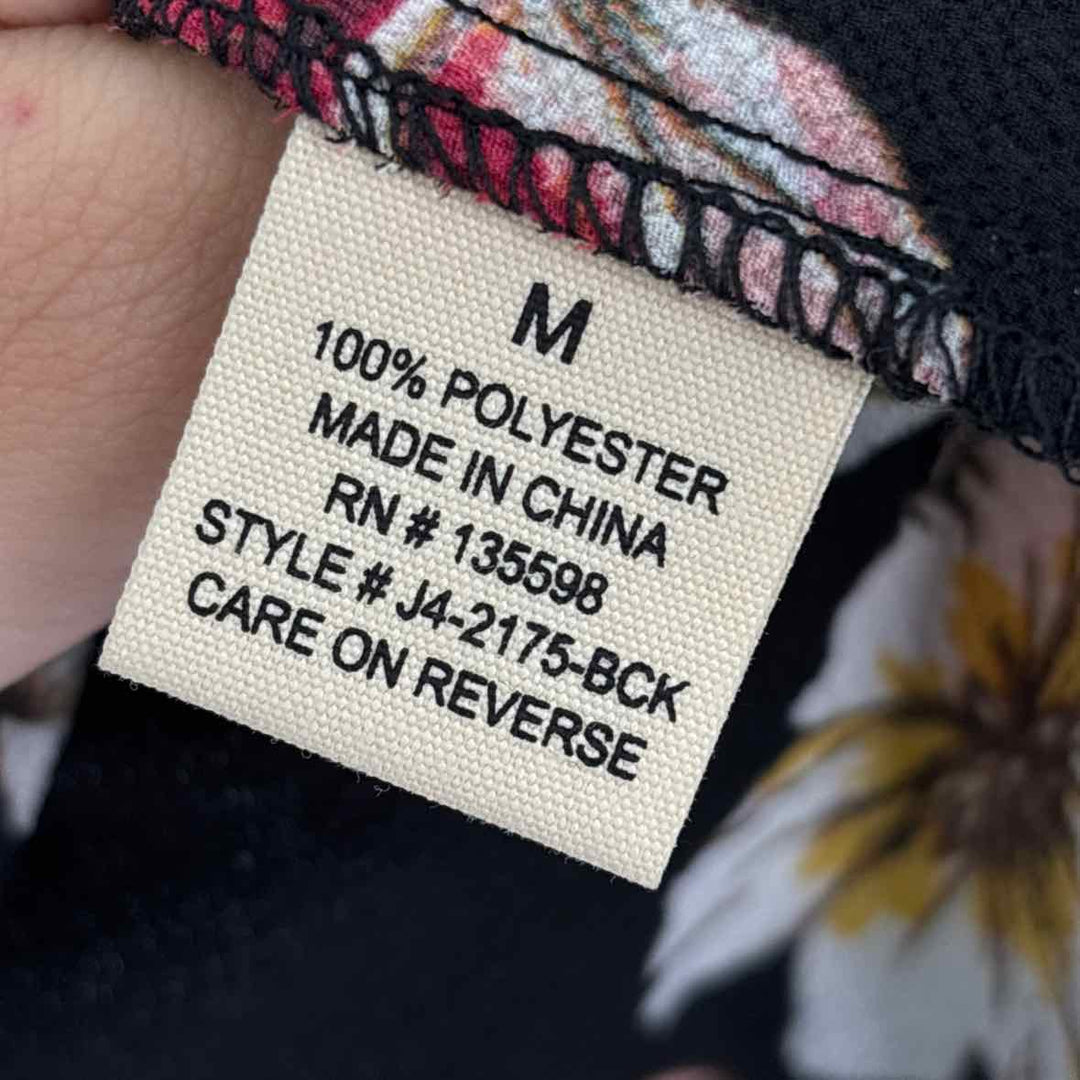 M
100% POLYESTER
MADE IN CHINA
RN # 135598
STYLE # J4-2175-BCK
CARE ON REVERSE